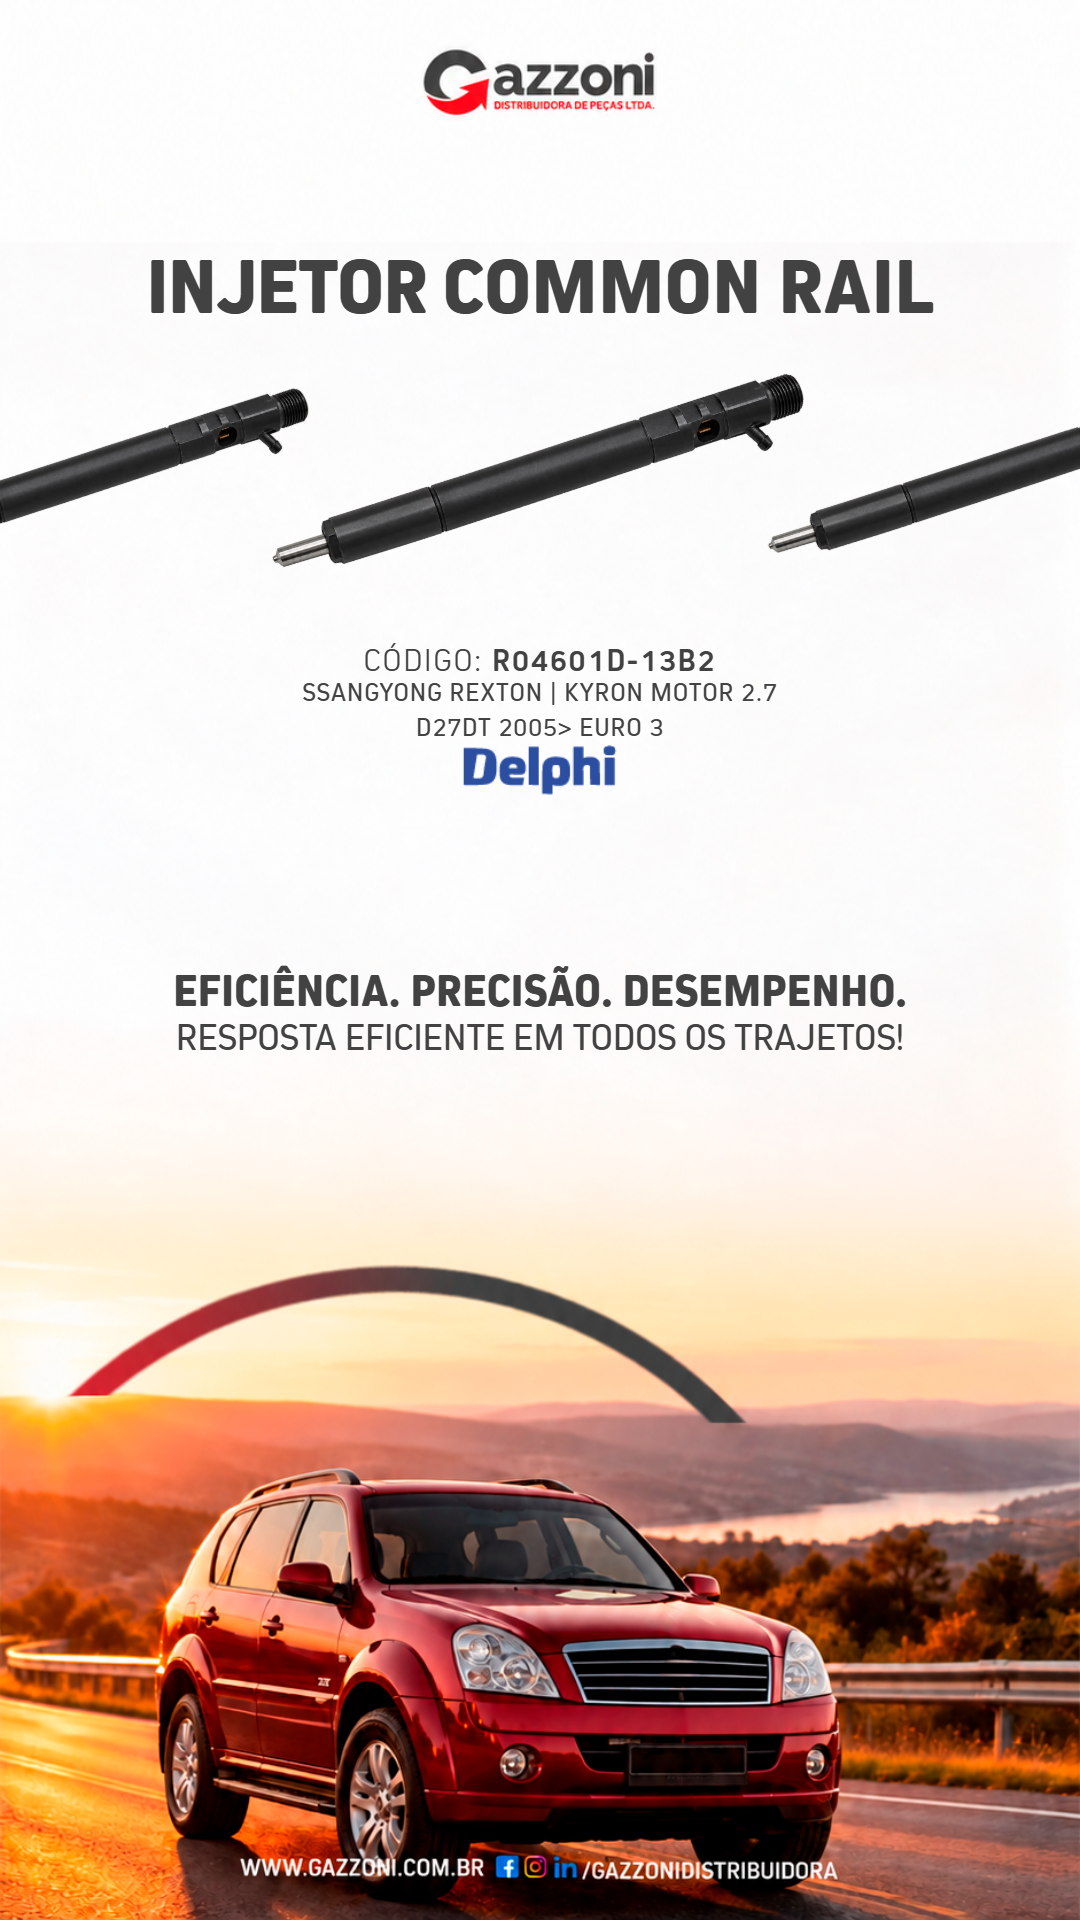 Gazzoni
DISTRIBUIDORA DE PEÇAS LTDA.
INJETOR COMMON RAIL
CÓDIGO: R04601D-13B2
SSANGYONG REXTON | KYRON MOTOR 2.7
D27DT 2005> EURO 3
Delphi
EFICIÊNCIA. PRECISÃO. DESEMPENHO.
RESPOSTA EFICIENTE EM TODOS OS TRAJETOS!
WWW.GAZZONI.COM.BR f in /GAZZONIDISTRIBUIDORA